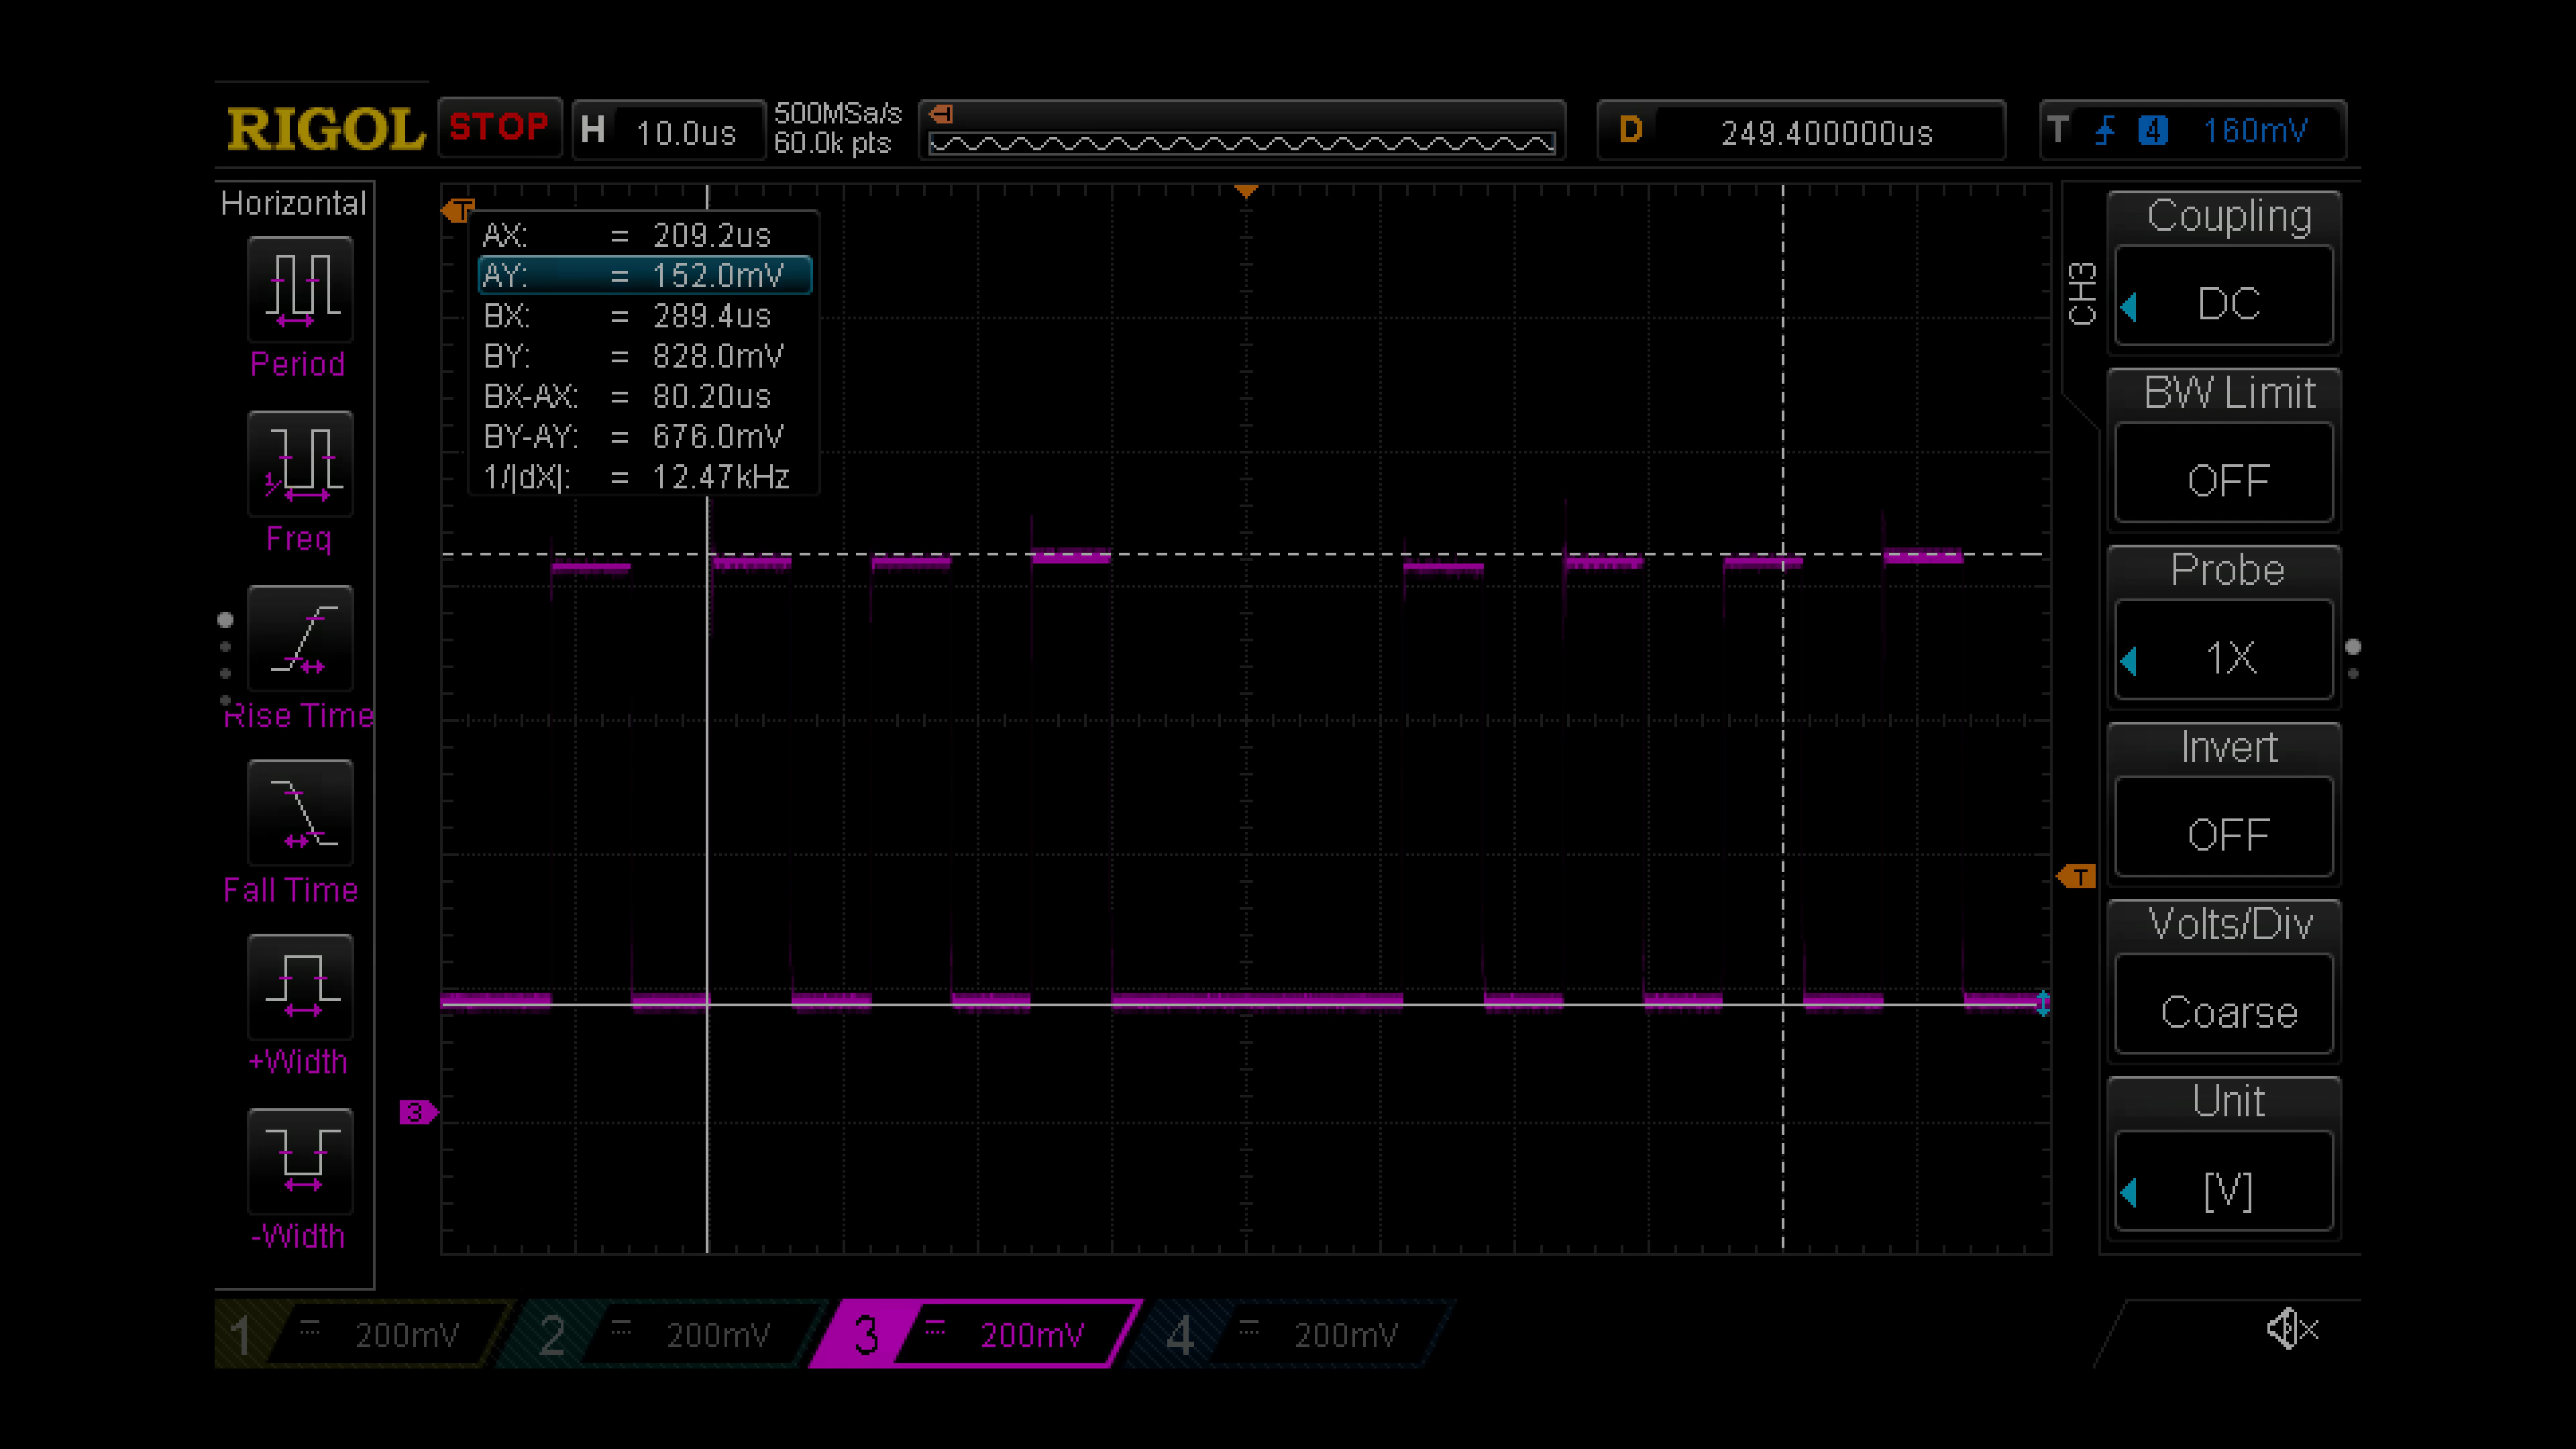 RIGOL STOP H 10.0us 500MSa/s 60.0k pts D 249.400000us T 4 160mV
Horizontal
Period
Freq
Rise Time
Fall Time
+Width
-Width
T
AX: = 209.2us
AY: = 152.0mV
BX: = 289.4us
BY: = 828.0mV
BX-AX: = 80.20us
BY-AY: = 676.0mV
1/|dX|: = 12.47kHz
3
T
CH3
Coupling
DC
BW Limit
OFF
Probe
1X
Invert
OFF
Volts/Div
Coarse
Unit
[V]
1 200mV 2 200mV 3 200mV 4 200mV